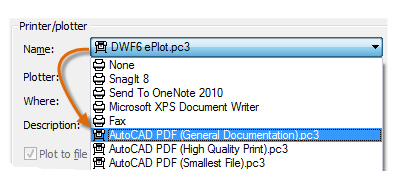 Printer/plotter
Name: DWF6 ePlot.pc3
None
SnagIt 8
Plotter:
Send To OneNote 2010
Where:
Microsoft XPS Document Writer
Fax
Description:
AutoCAD PDF (General Documentation).pc3
Plot to file
AutoCAD PDF (High Quality Print).pc3
AutoCAD PDF (Smallest File).pc3